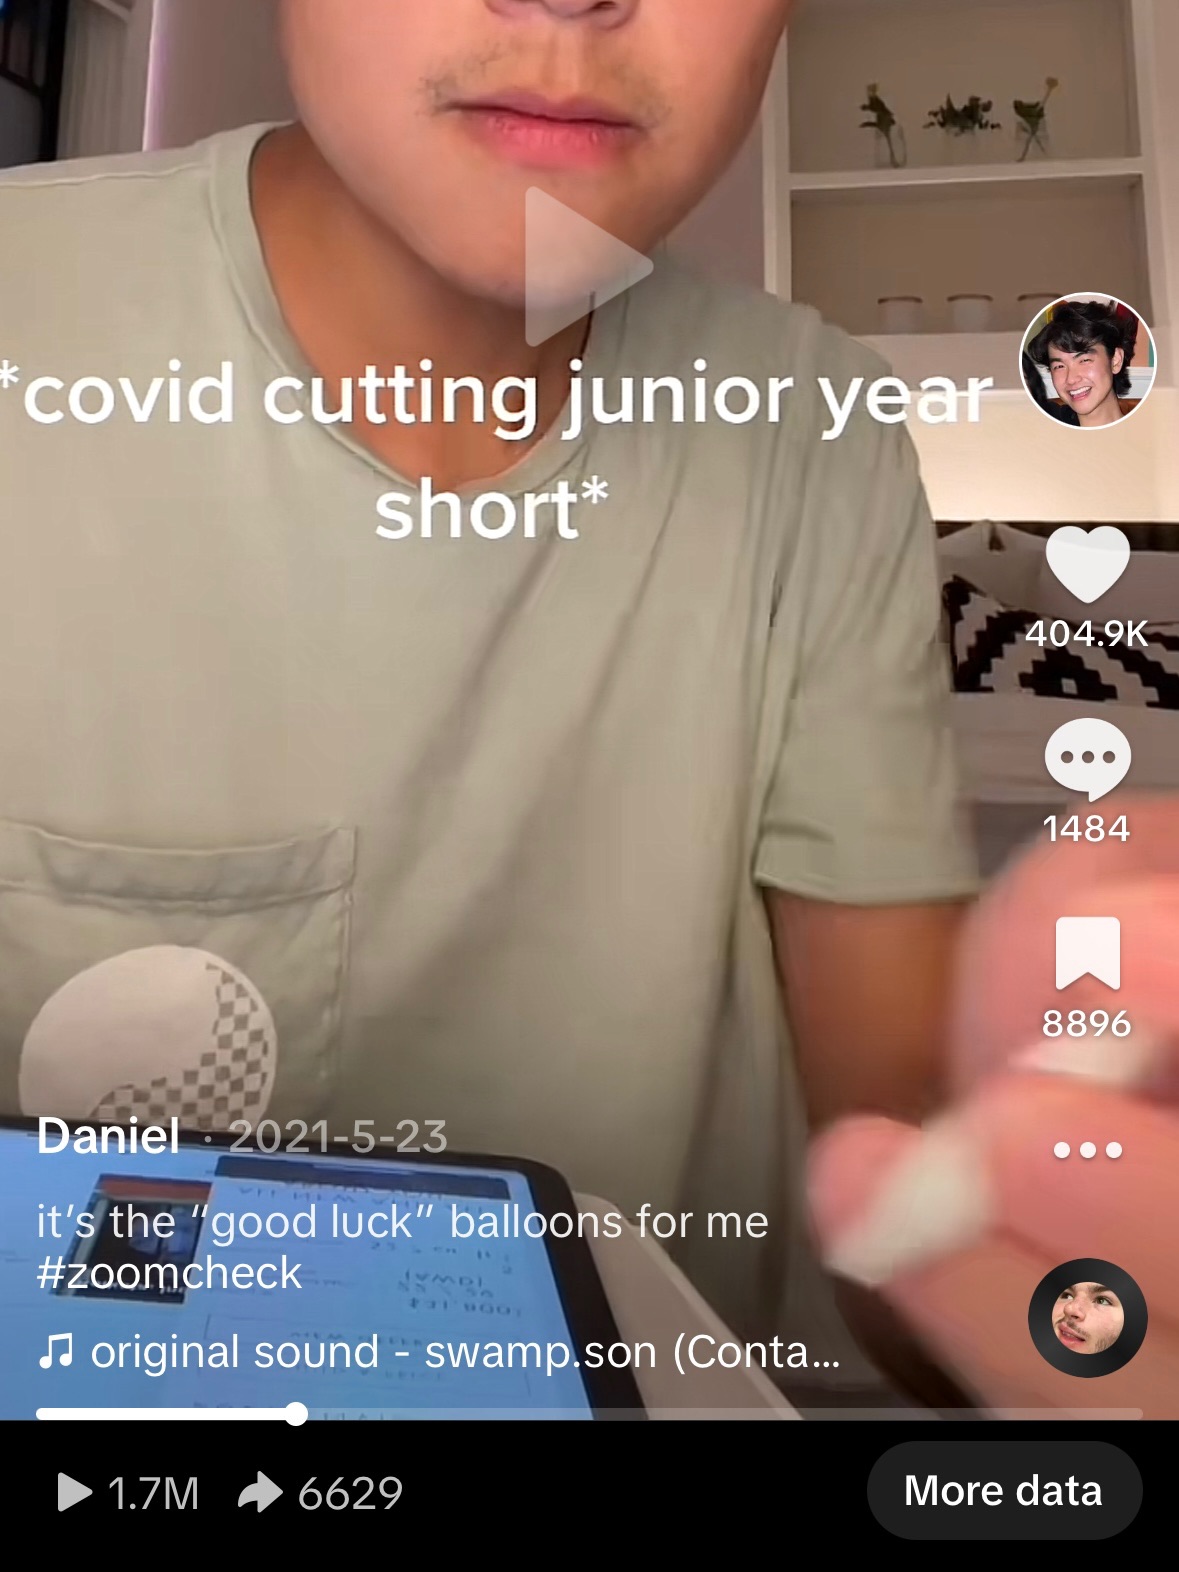 *covid cutting junior year
short*
404.9K
1484
8896
Daniel · 2021-5-23
it’s the “good luck” balloons for me
#zoomcheck
original sound - swamp.son (Conta...
1.7M 6629 More data